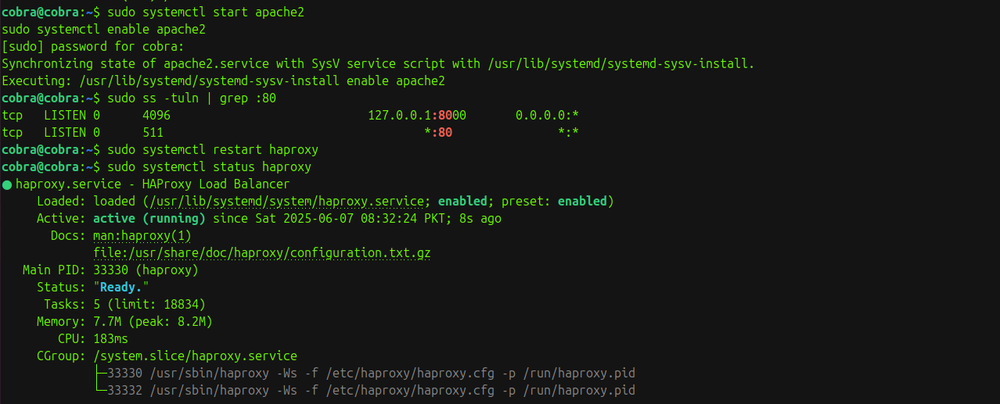 cobra@cobra:~$ sudo systemctl start apache2
sudo systemctl enable apache2
[sudo] password for cobra:
Synchronizing state of apache2.service with SysV service script with /usr/lib/systemd/systemd-sysv-install.
Executing: /usr/lib/systemd/systemd-sysv-install enable apache2
cobra@cobra:~$ sudo ss -tuln | grep :80
tcp   LISTEN 0      4096                            127.0.0.1:8000       0.0.0.0:*
tcp   LISTEN 0      511                                     *:80               *:*
cobra@cobra:~$ sudo systemctl restart haproxy
cobra@cobra:~$ sudo systemctl status haproxy
● haproxy.service - HAProxy Load Balancer
     Loaded: loaded (/usr/lib/systemd/system/haproxy.service; enabled; preset: enabled)
     Active: active (running) since Sat 2025-06-07 08:32:24 PKT; 8s ago
       Docs: man:haproxy(1)
             file:/usr/share/doc/haproxy/configuration.txt.gz
   Main PID: 33330 (haproxy)
     Status: "Ready."
      Tasks: 5 (limit: 18834)
     Memory: 7.7M (peak: 8.2M)
        CPU: 183ms
     CGroup: /system.slice/haproxy.service
             ├─33330 /usr/sbin/haproxy -Ws -f /etc/haproxy/haproxy.cfg -p /run/haproxy.pid
             └─33332 /usr/sbin/haproxy -Ws -f /etc/haproxy/haproxy.cfg -p /run/haproxy.pid